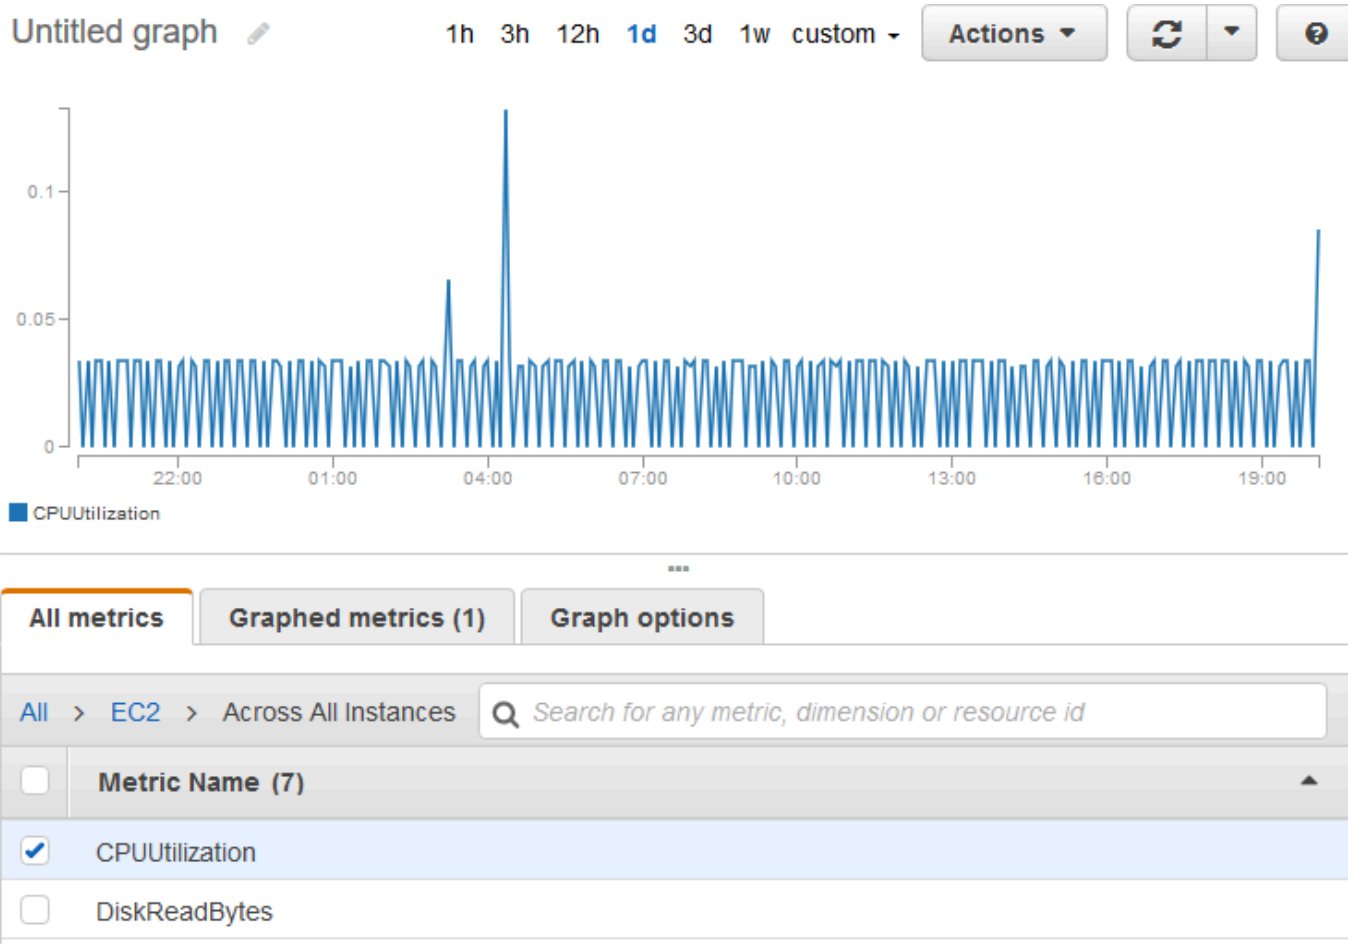 Untitled graph 1h 3h 12h 1d 3d 1w custom Actions
0.1
0.05
0
22:00 01:00 04:00 07:00 10:00 13:00 16:00 19:00
CPUUtilization
All metrics Graphed metrics (1) Graph options
All > EC2 > Across All Instances Search for any metric, dimension or resource id
Metric Name (7)
CPUUtilization
DiskReadBytes